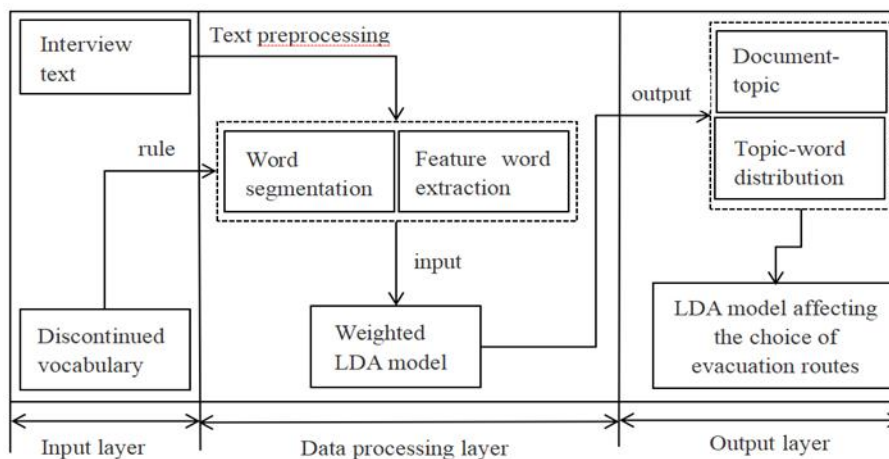 Interview
text
Text preprocessing
rule
Word
segmentation
Feature word
extraction
input
Discontinued
vocabulary
Weighted
LDA model
output
Document-
topic
Topic-word
distribution
LDA model affecting
the choice of
evacuation routes
Input layer
Data processing layer
Output layer